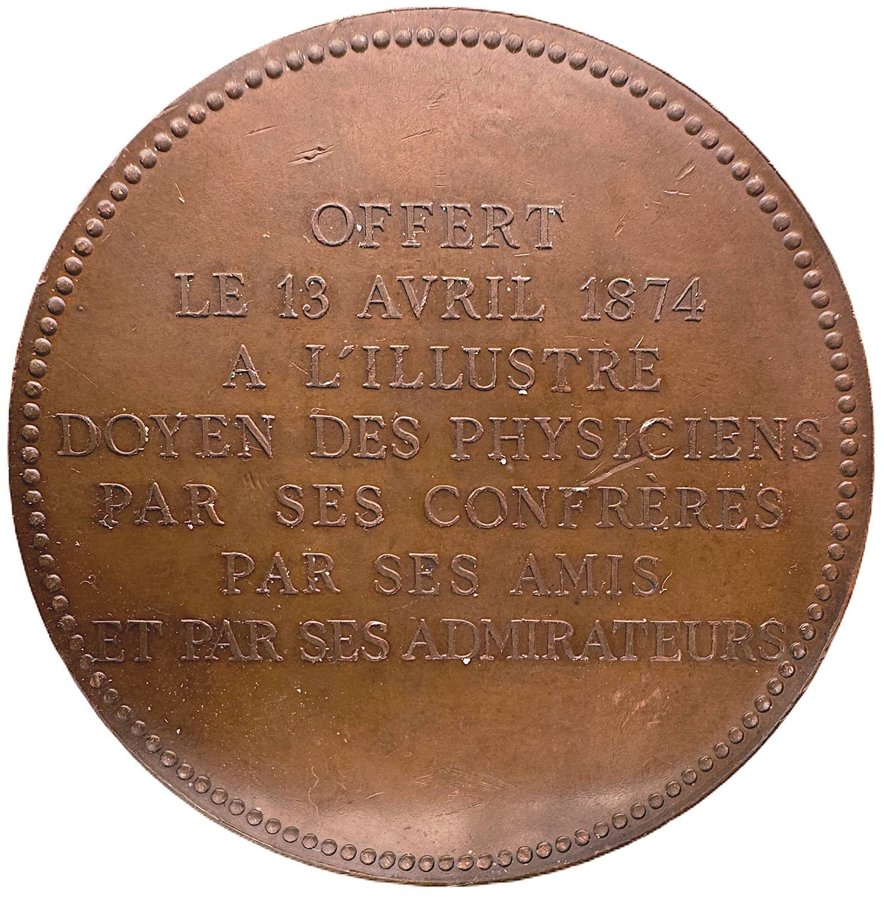 OFFERT
LE 13 AVRIL 1874
A L'ILLUSTRE
DOYEN DES PHYSICIENS
PAR SES CONFRÈRES
PAR SES AMIS
ET PAR SES ADMIRATEURS